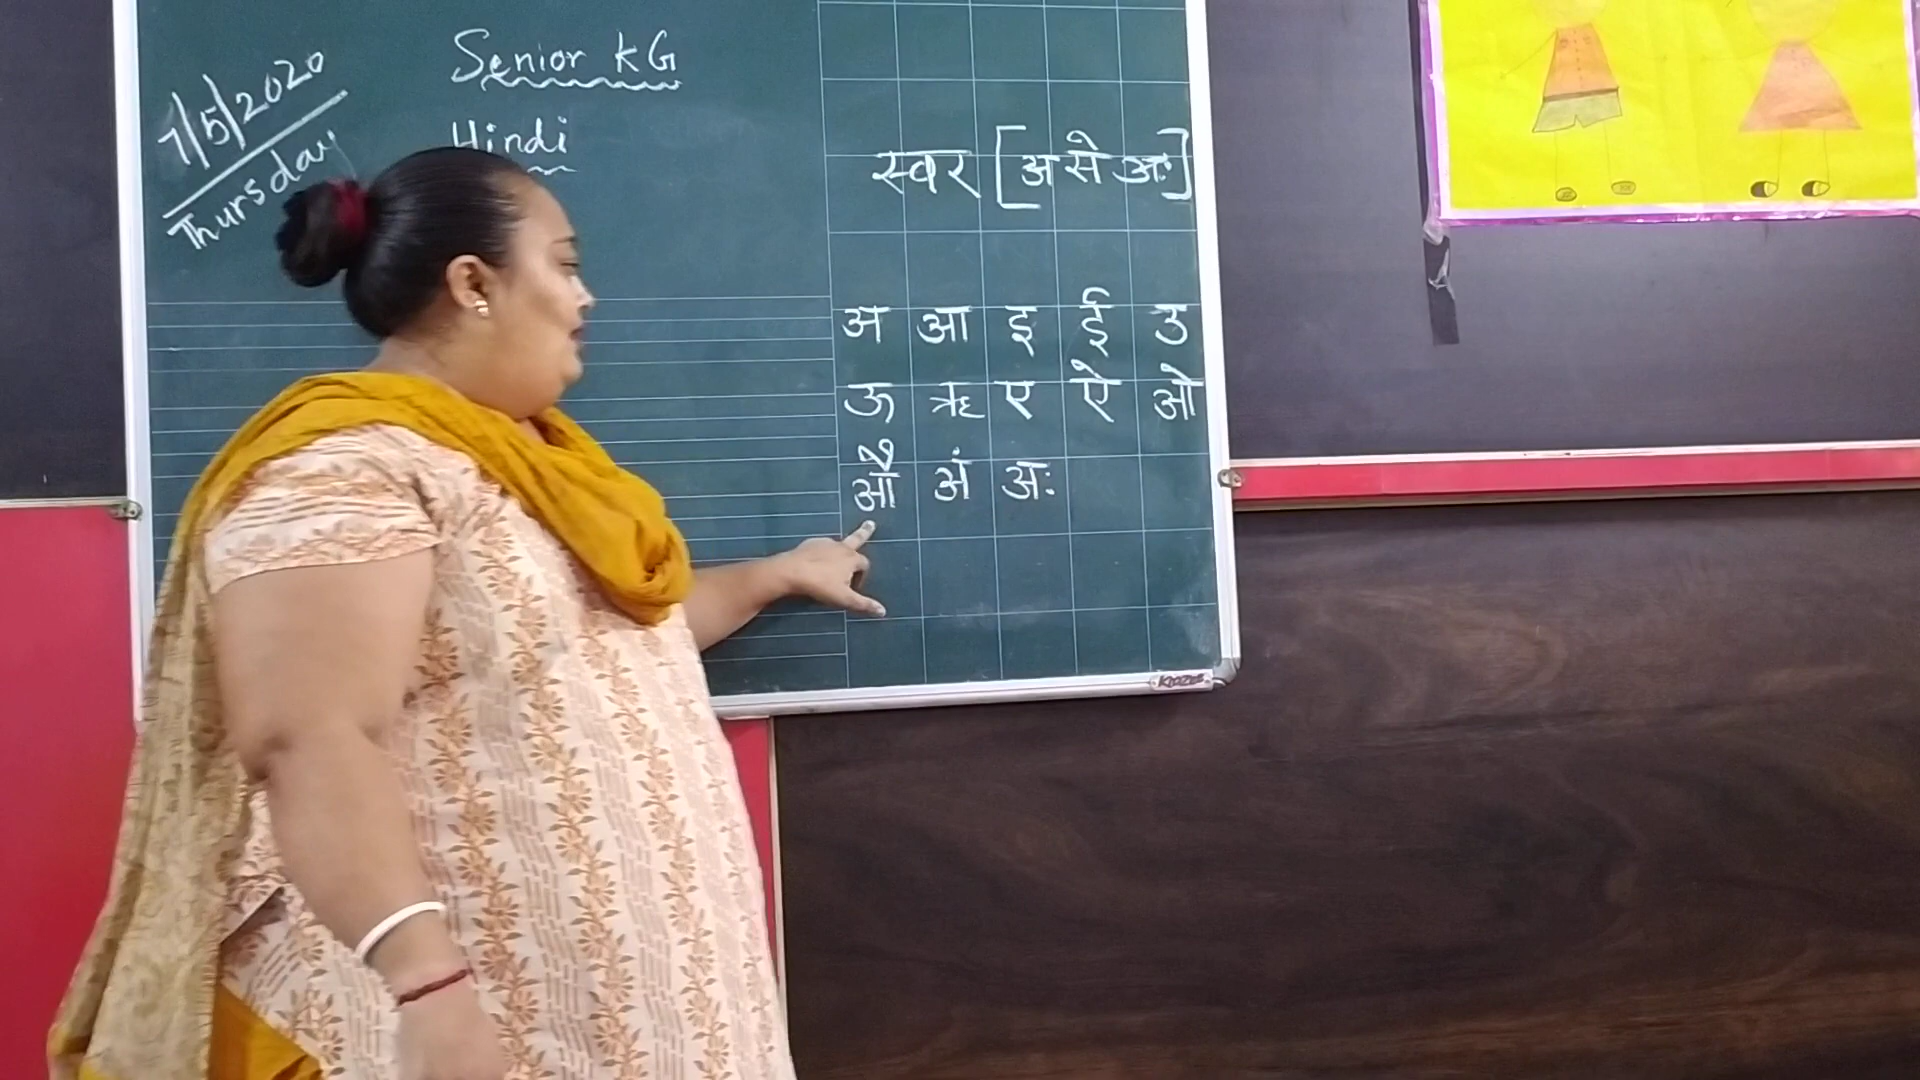 7/5/2020
Thursday
Senior KG
Hindi
स्वर [अ से अः]
अ आ इ ई उ
ऊ ऋ ए ऐ ओ
औ अं अः